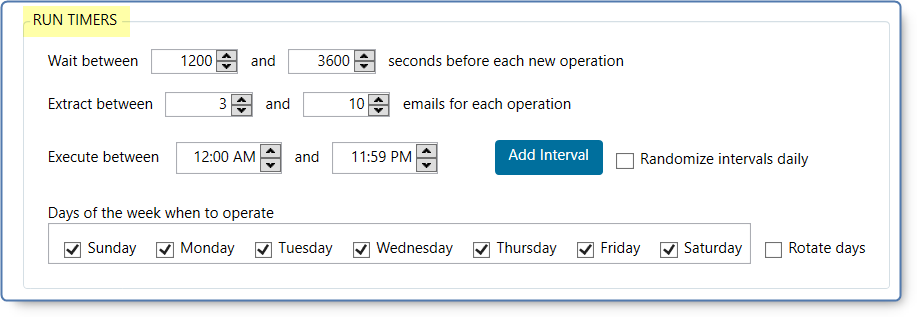 RUN TIMERS
Wait between 1200 and 3600 seconds before each new operation
Extract between 3 and 10 emails for each operation
Execute between 12:00 AM and 11:59 PM Add Interval Randomize intervals daily
Days of the week when to operate
Sunday Monday Tuesday Wednesday Thursday Friday Saturday Rotate days